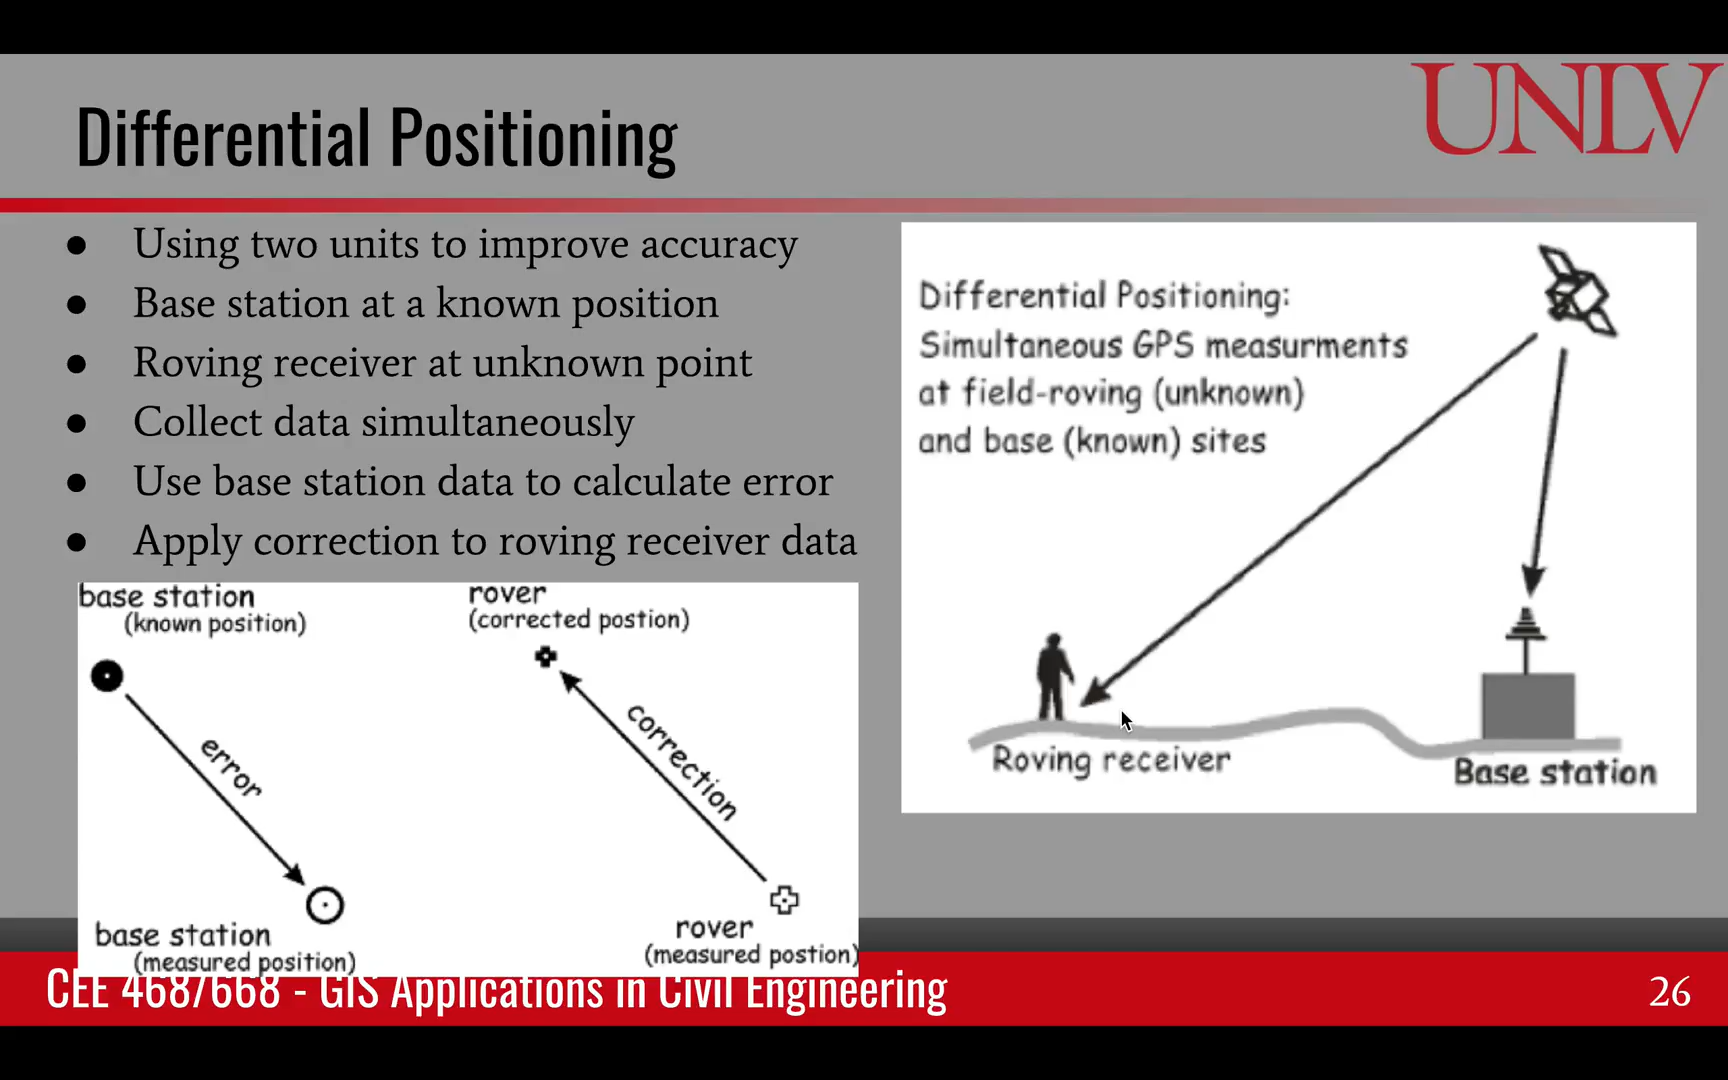 UNLV
Differential Positioning
● Using two units to improve accuracy
● Base station at a known position
● Roving receiver at unknown point
● Collect data simultaneously
● Use base station data to calculate error
● Apply correction to roving receiver data
Differential Positioning:
Simultaneous GPS measurments
at field-roving (unknown)
and base (known) sites
Roving receiver
Base station
base station
(known position)
error
base station
(measured position)
rover
(corrected postion)
correction
rover
(measured postion)
CEE 468/668 - GIS Applications in Civil Engineering
26